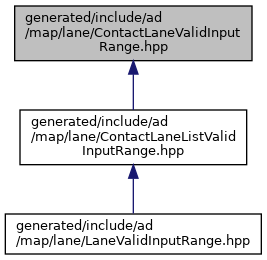 generated/include/ad
/map/lane/ContactLaneValidInput
Range.hpp
generated/include/ad
/map/lane/ContactLaneListValid
InputRange.hpp
generated/include/ad
/map/lane/LaneValidInputRange.hpp